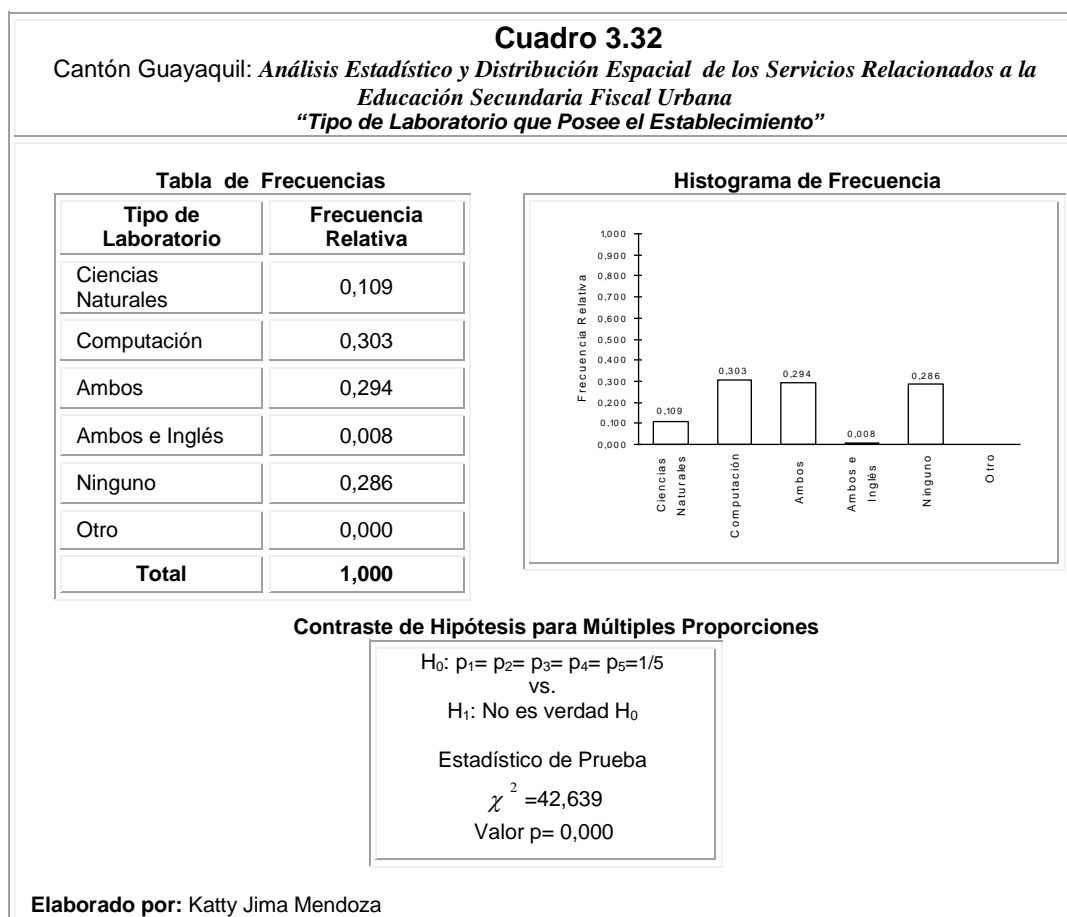 Cuadro 3.32
Cantón Guayaquil: Análisis Estadístico y Distribución Espacial de los Servicios Relacionados a la
Educación Secundaria Fiscal Urbana
“Tipo de Laboratorio que Posee el Establecimiento”
Tabla de Frecuencias
Tipo de
Laboratorio
Frecuencia
Relativa
Ciencias
Naturales
0,109
Computación
0,303
Ambos
0,294
Ambos e Inglés
0,008
Ninguno
0,286
Otro
0,000
Total
1,000
Histograma de Frecuencia
Frecuencia Relativa
1,000
0,900
0,800
0,700
0,600
0,500
0,400
0,300
0,200
0,100
0,000
0,109
0,303
0,294
0,008
0,286
Ciencias
Naturales
Computación
Ambos
Ambos e
Inglés
Ninguno
Otro
Contraste de Hipótesis para Múltiples Proporciones
H₀: p₁= p₂= p₃= p₄= p₅=1/5
vs.
H₁: No es verdad H₀
Estadístico de Prueba
χ² =42,639
Valor p= 0,000
Elaborado por: Katty Jima Mendoza